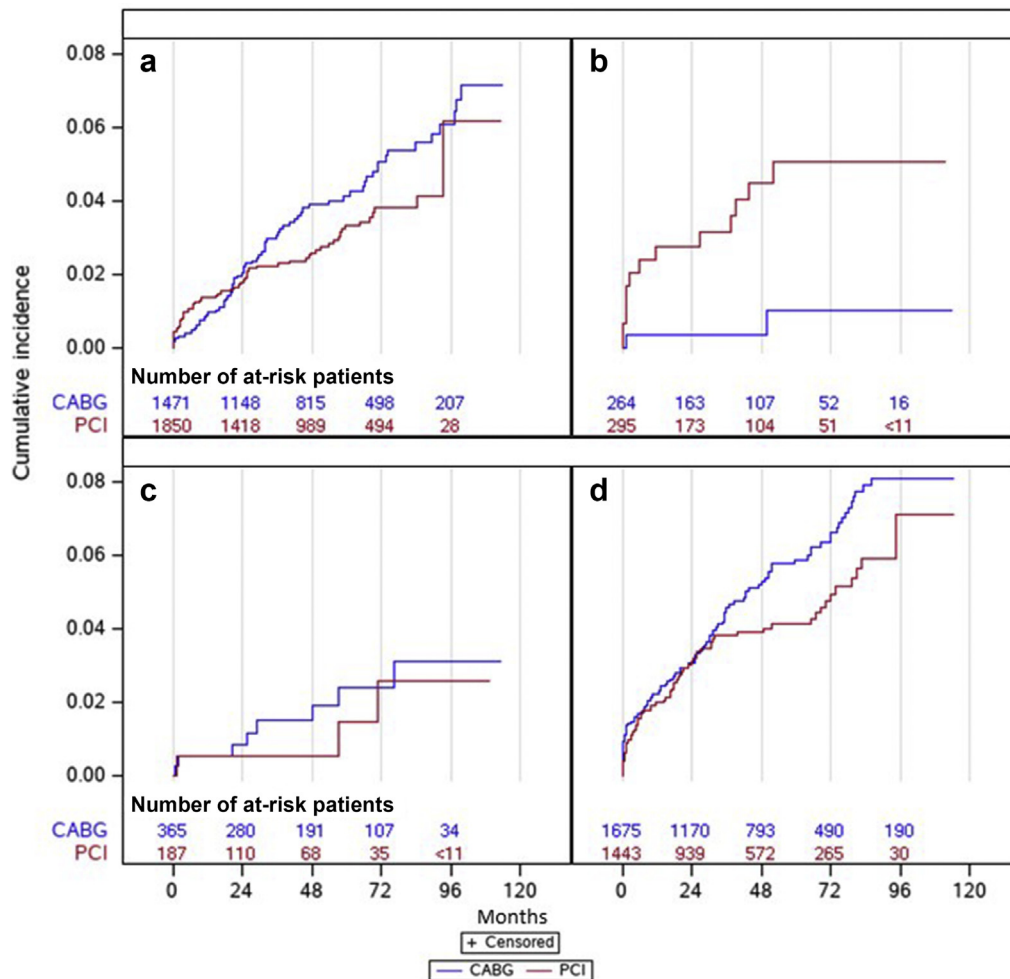 a
b
0.08
0.06
0.04
0.02
0.00
Cumulative incidence
Number of at-risk patients
CABG 1471 1148 815 498 207 264 163 107 52 16
PCI 1850 1418 989 494 28 295 173 104 51 <11
c
d
0.08
0.06
0.04
0.02
0.00
Number of at-risk patients
CABG 365 280 191 107 34 1675 1170 793 490 190
PCI 187 110 68 35 <11 1443 939 572 265 30
0 24 48 72 96 120 0 24 48 72 96 120
Months
+ Censored
CABG PCI